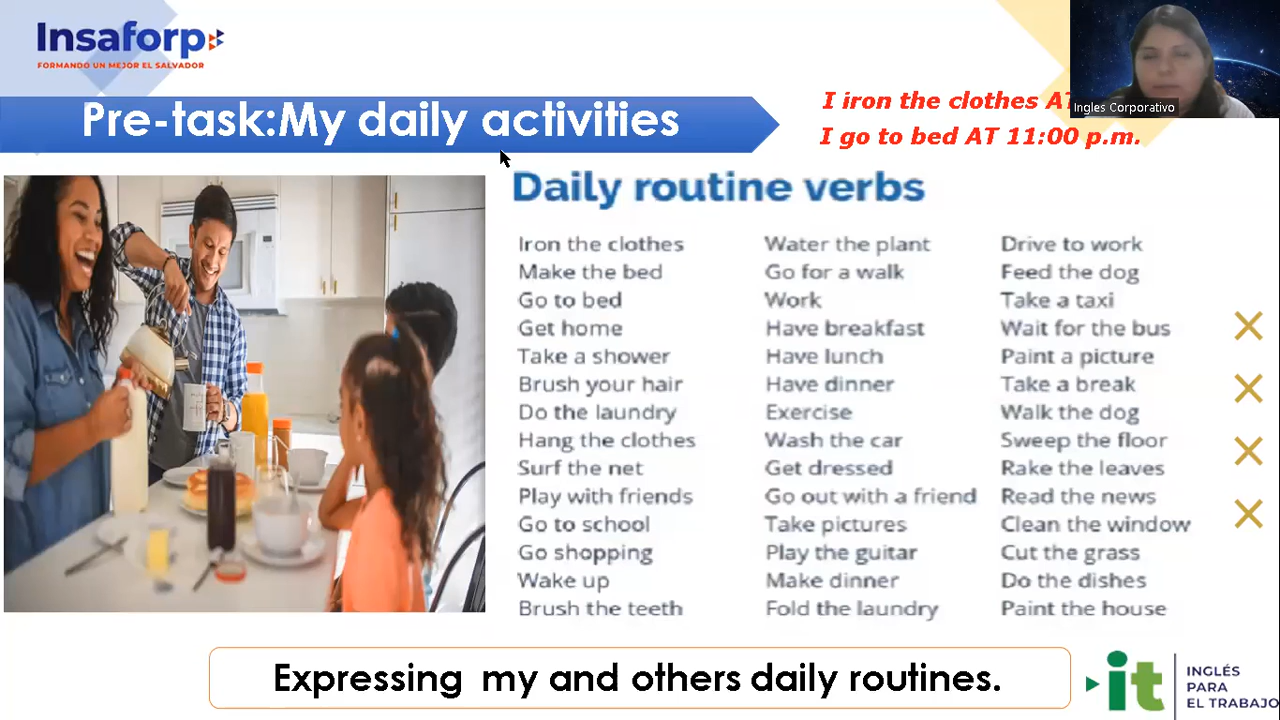 Insaforp
FORMANDO UN MEJOR EL SALVADOR
Pre-task:My daily activities
I iron the clothes AT
I go to bed AT 11:00 p.m.
Ingles Corporativo
Daily routine verbs
Iron the clothes
Make the bed
Go to bed
Get home
Take a shower
Brush your hair
Do the laundry
Hang the clothes
Surf the net
Play with friends
Go to school
Go shopping
Wake up
Brush the teeth
Water the plant
Go for a walk
Work
Have breakfast
Have lunch
Have dinner
Exercise
Wash the car
Get dressed
Go out with a friend
Take pictures
Play the guitar
Make dinner
Fold the laundry
Drive to work
Feed the dog
Take a taxi
Wait for the bus
Paint a picture
Take a break
Walk the dog
Sweep the floor
Rake the leaves
Read the news
Clean the window
Cut the grass
Do the dishes
Paint the house
Expressing my and others daily routines.
it
INGLÉS
PARA
EL TRABAJO